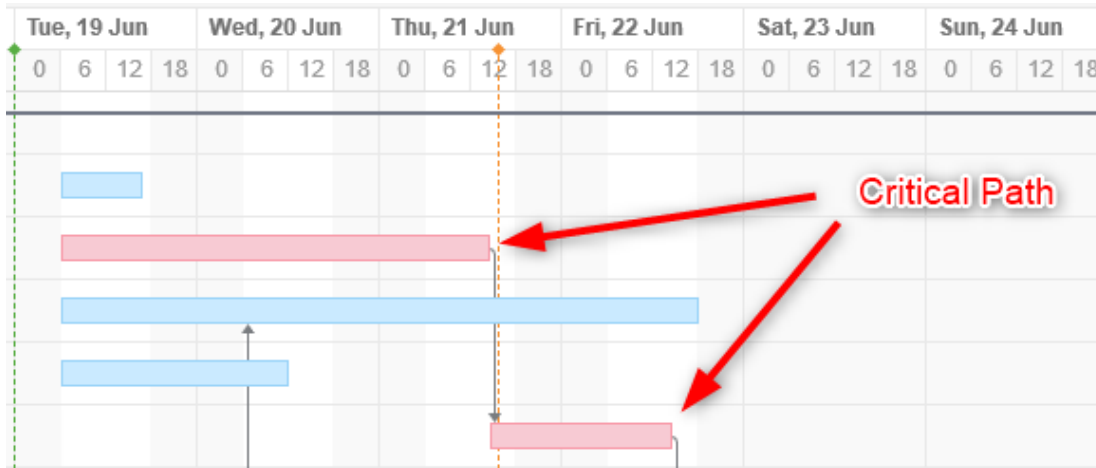 Tue, 19 Jun Wed, 20 Jun Thu, 21 Jun Fri, 22 Jun Sat, 23 Jun Sun, 24 Jun
0 6 12 18 0 6 12 18 0 6 12 18 0 6 12 18 0 6 12 18 0 6 12 18
Critical Path